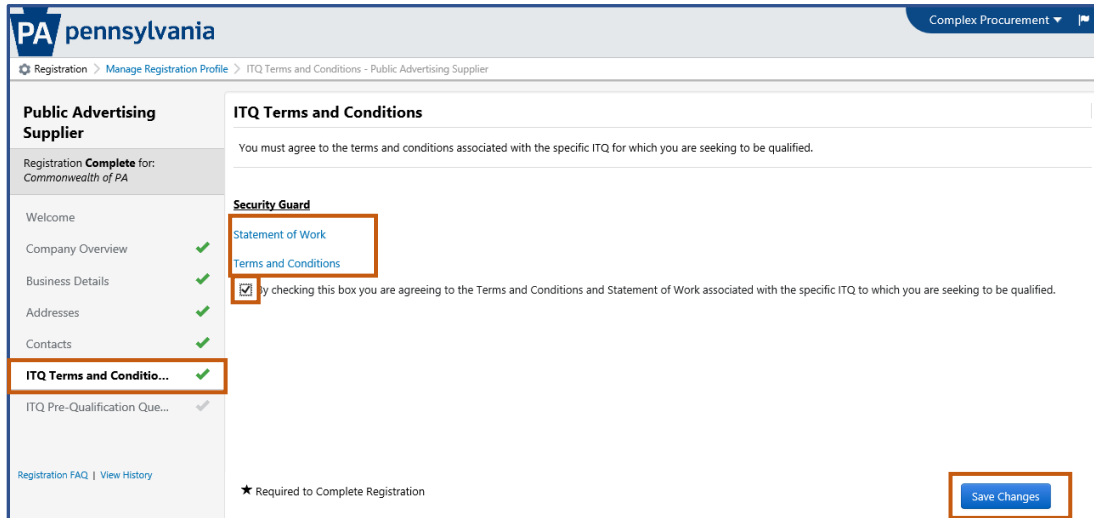 PA pennsylvania
Complex Procurement
Registration > Manage Registration Profile > ITQ Terms and Conditions - Public Advertising Supplier
Public Advertising
Supplier
Registration Complete for:
Commonwealth of PA
Welcome
Company Overview
Business Details
Addresses
Contacts
ITQ Terms and Conditio...
ITQ Pre-Qualification Que...
Registration FAQ | View History
ITQ Terms and Conditions
You must agree to the terms and conditions associated with the specific ITQ for which you are seeking to be qualified.
Security Guard
Statement of Work
Terms and Conditions
By checking this box you are agreeing to the Terms and Conditions and Statement of Work associated with the specific ITQ to which you are seeking to be qualified.
★ Required to Complete Registration
Save Changes